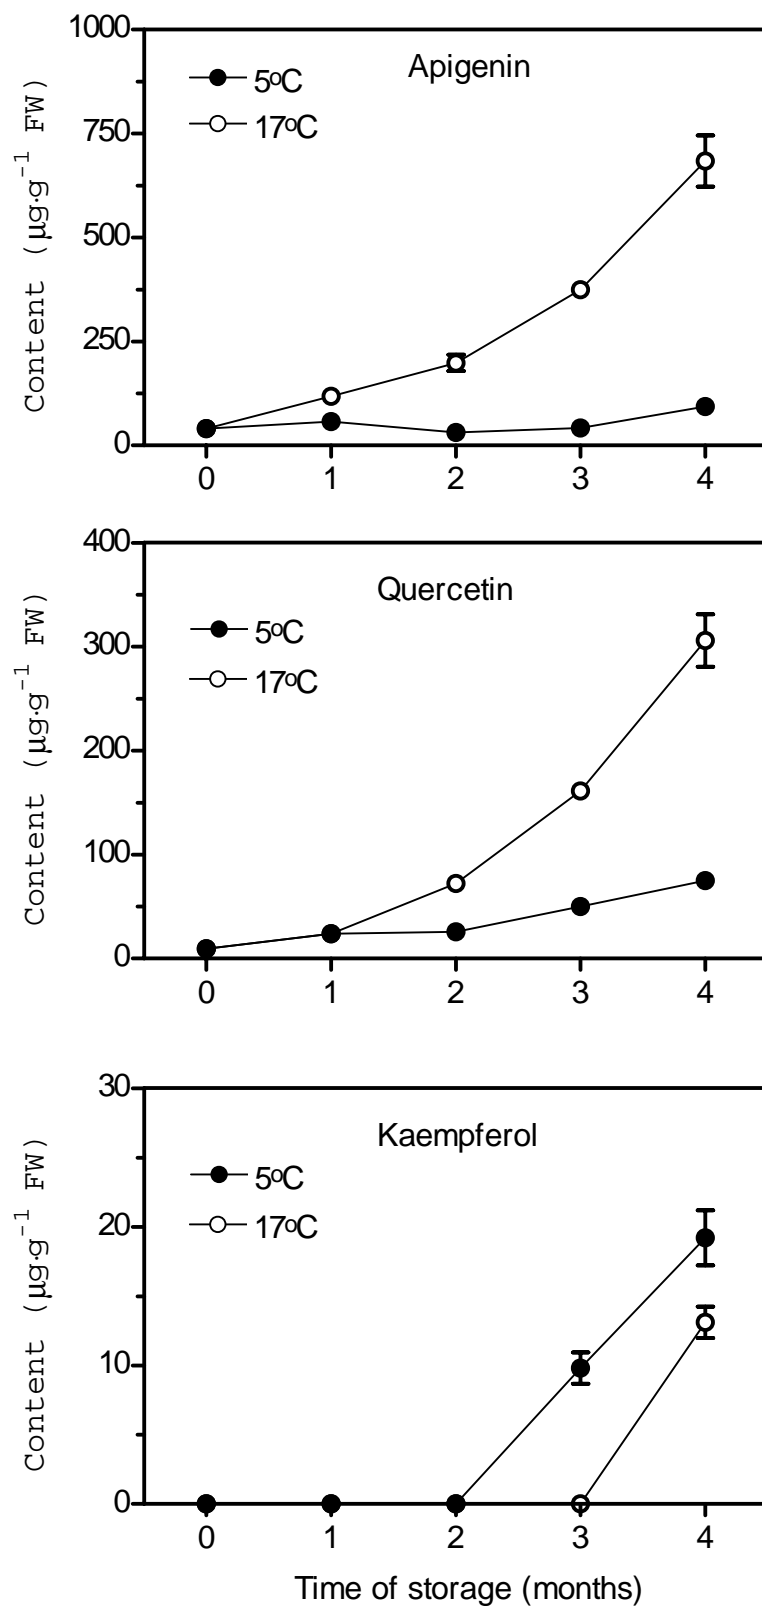 Apigenin
5ºC
17ºC
1000
750
500
250
0
Content (µg·g⁻¹ FW)
0 1 2 3 4
Quercetin
5ºC
17ºC
400
300
200
100
0
Content (µg·g⁻¹ FW)
0 1 2 3 4
Kaempferol
5ºC
17ºC
30
20
10
0
Content (µg·g⁻¹ FW)
0 1 2 3 4
Time of storage (months)